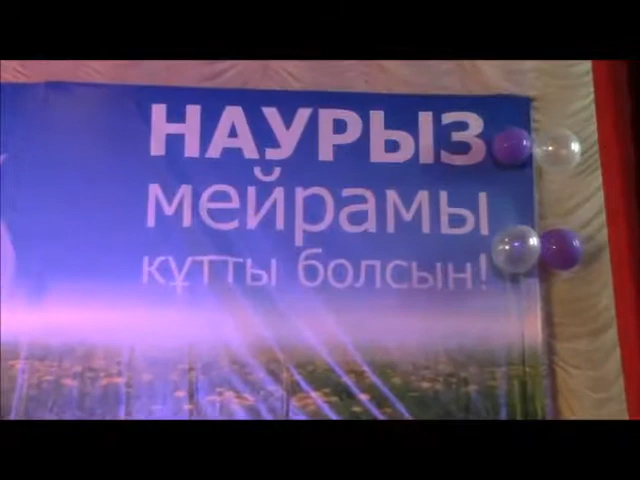 НАУРЫЗ
мейрамы
құтты болсын!